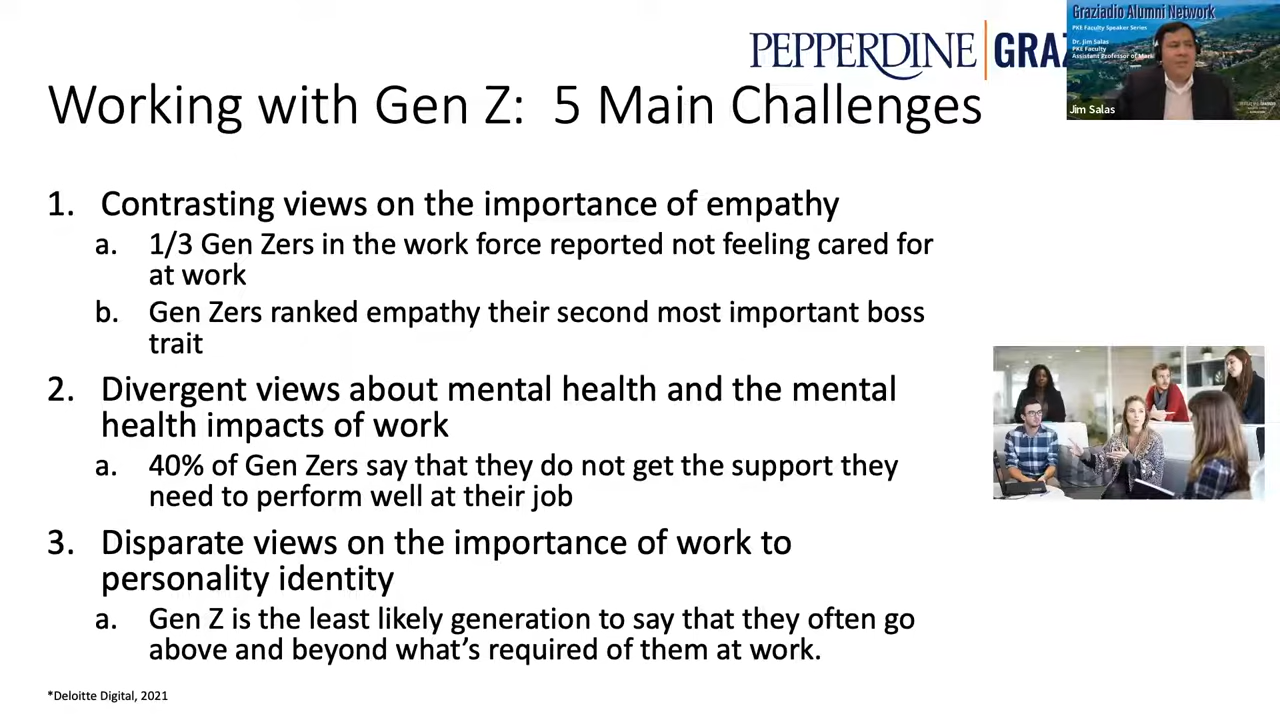 PEPPERDINE
Graziadio Alumni Network
PKE Faculty Speaker Series
Dr. Jim Salas
PKE Faculty
Assistant Professor of
Jim Salas
Working with Gen Z:  5 Main Challenges
1. Contrasting views on the importance of empathy
a. 1/3 Gen Zers in the work force reported not feeling cared for
at work
b. Gen Zers ranked empathy their second most important boss
trait
2. Divergent views about mental health and the mental
health impacts of work
a. 40% of Gen Zers say that they do not get the support they
need to perform well at their job
3. Disparate views on the importance of work to
personality identity
a. Gen Z is the least likely generation to say that they often go
above and beyond what's required of them at work.
*Deloitte Digital, 2021